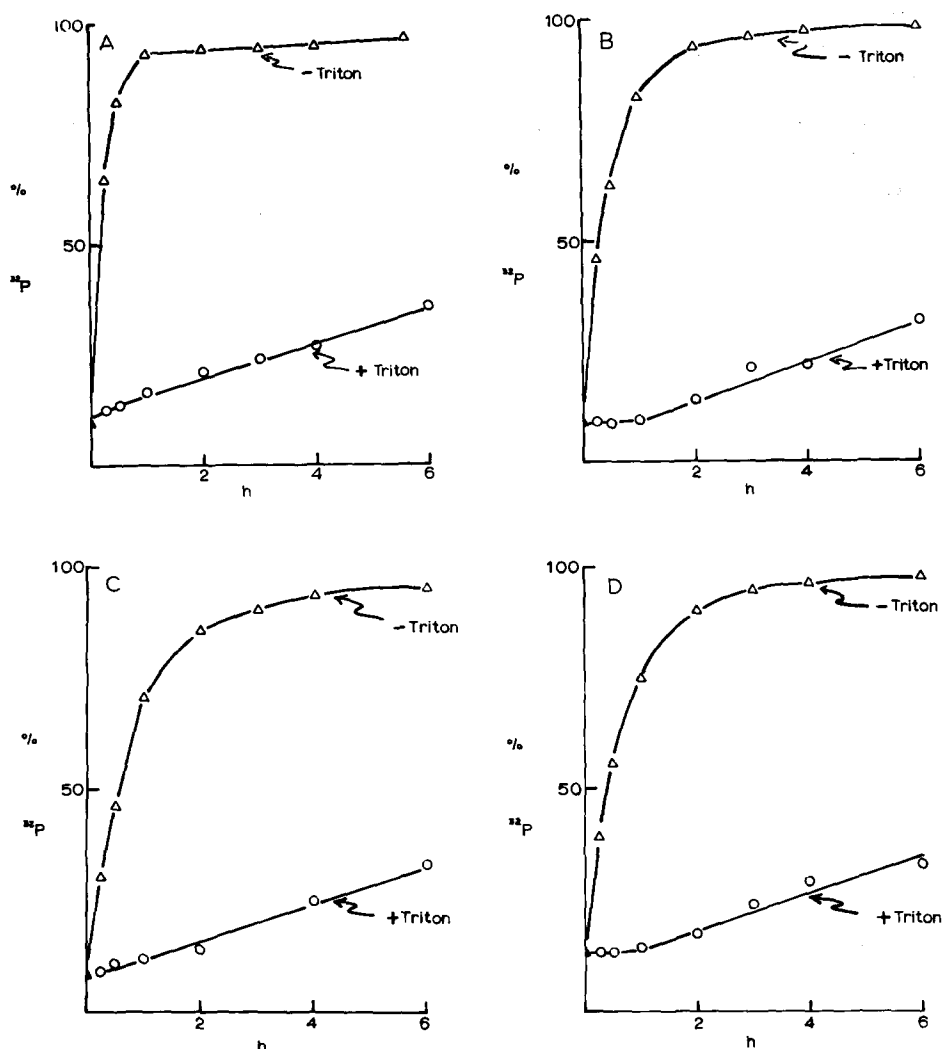 100
A
- Triton
%
50
³²P
+ Triton
2
4
6
h
100
B
- Triton
%
50
³²P
+Triton
2
4
6
h
100
C
- Triton
%
50
³²P
+Triton
2
4
6
h
100
D
- Triton
%
50
³²P
+Triton
2
4
6
h